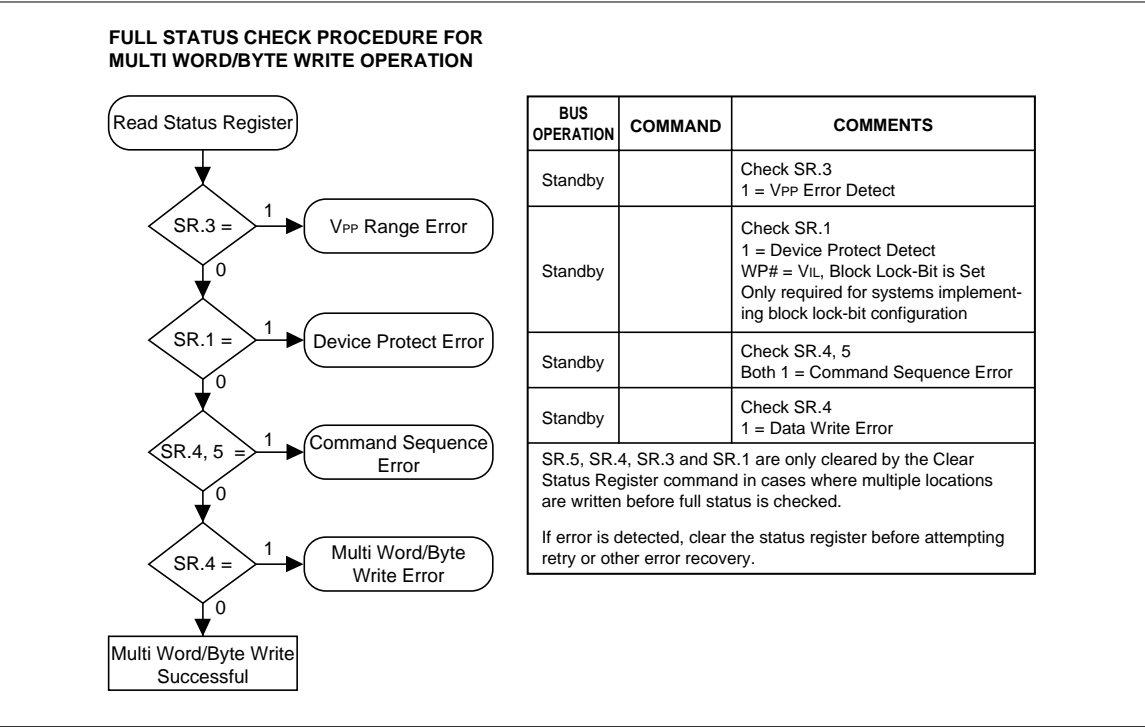 FULL STATUS CHECK PROCEDURE FOR
MULTI WORD/BYTE WRITE OPERATION
Read Status Register
SR.3 =
1
VPP Range Error
0
SR.1 =
1
Device Protect Error
0
SR.4, 5 =
1
Command Sequence
Error
0
SR.4 =
1
Multi Word/Byte
Write Error
0
Multi Word/Byte Write
Successful
BUS
OPERATION
COMMAND
COMMENTS
Standby
Check SR.3
1 = VPP Error Detect
Standby
Check SR.1
1 = Device Protect Detect
WP# = VIL, Block Lock-Bit is Set
Only required for systems implement-
ing block lock-bit configuration
Standby
Check SR.4, 5
Both 1 = Command Sequence Error
Standby
Check SR.4
1 = Data Write Error
SR.5, SR.4, SR.3 and SR.1 are only cleared by the Clear
Status Register command in cases where multiple locations
are written before full status is checked.
If error is detected, clear the status register before attempting
retry or other error recovery.